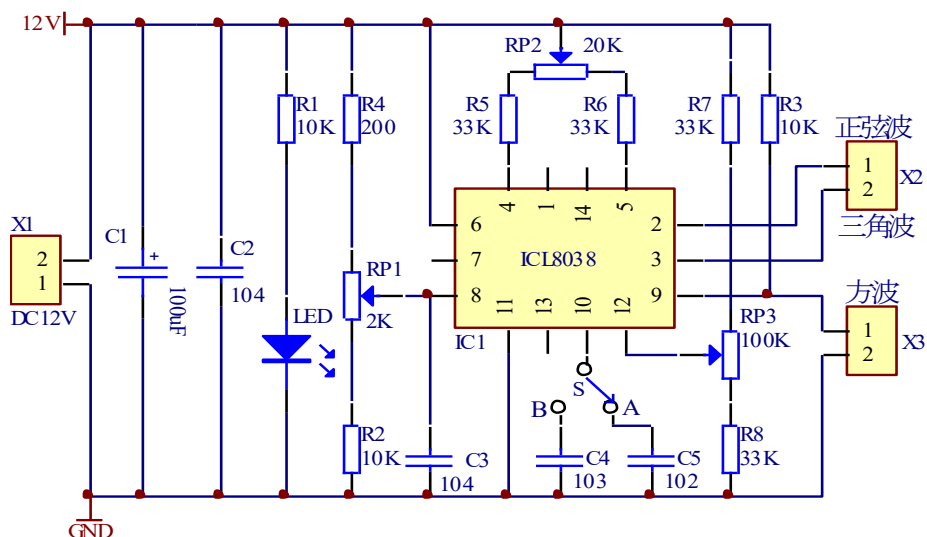 12V
RP2
20K
R1
10K
R4
200
R5
33K
R6
33K
R7
33K
R3
10K
正弦波
1
2
X2
三角波
4
1
14
5
6
7
8
ICL8038
2
3
9
11
13
10
12
IC1
X1
2
1
DC12V
C1
+
100uF
C2
104
LED
RP1
2K
RP3
100K
方波
1
2
X3
S
B
A
R2
10K
C3
104
C4
103
C5
102
R8
33K
GND